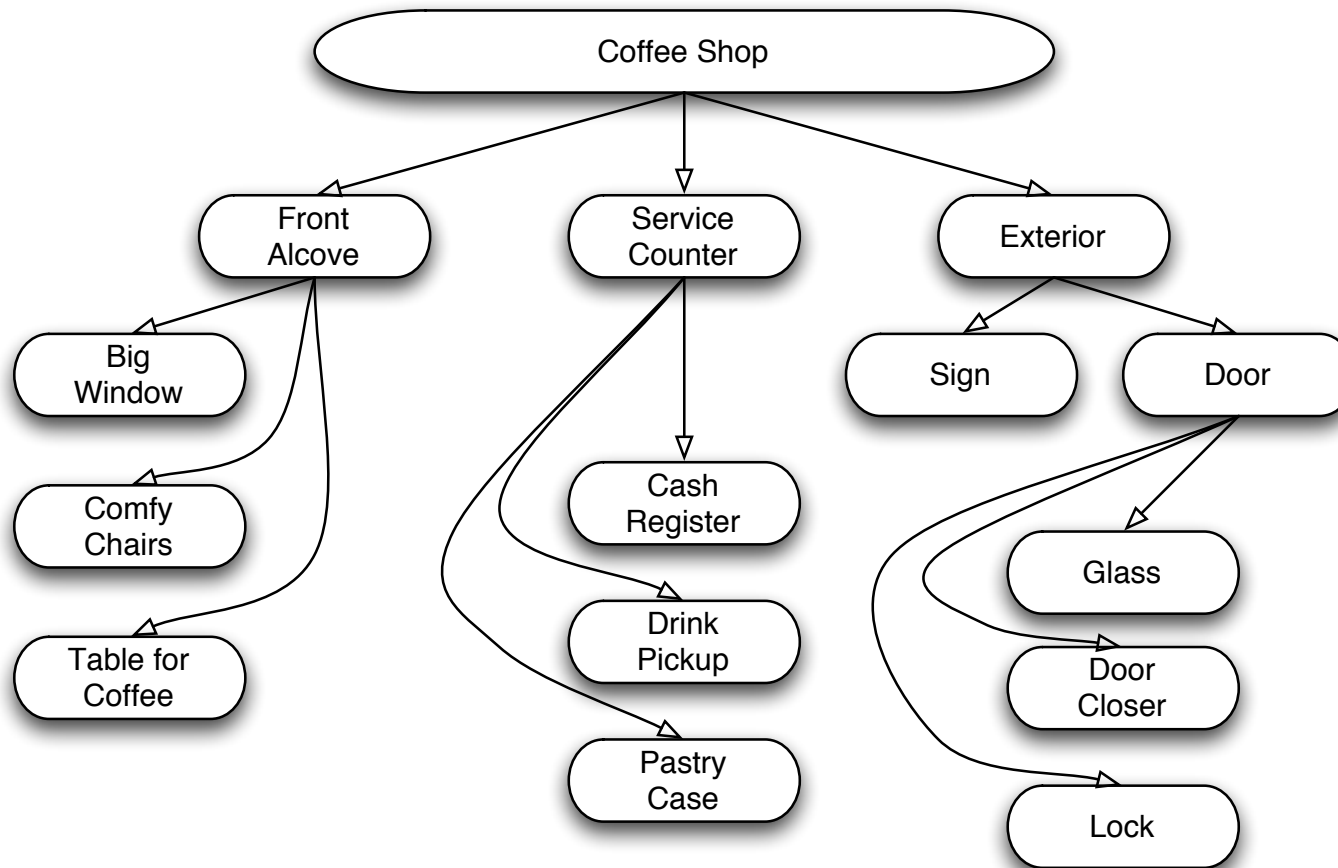 Coffee Shop
Front
Alcove
Service
Counter
Exterior
Big
Window
Sign
Door
Comfy
Chairs
Cash
Register
Glass
Table for
Coffee
Drink
Pickup
Door
Closer
Pastry
Case
Lock